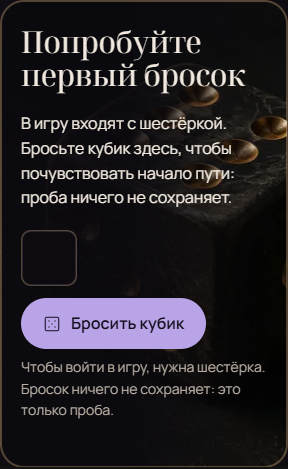 Попробуйте
первый бросок
В игру входят с шестёркой.
Бросьте кубик здесь, чтобы
почувствовать начало пути:
проба ничего не сохраняет.
Бросить кубик
Чтобы войти в игру, нужна шестёрка.
Бросок ничего не сохраняет: это
только проба.